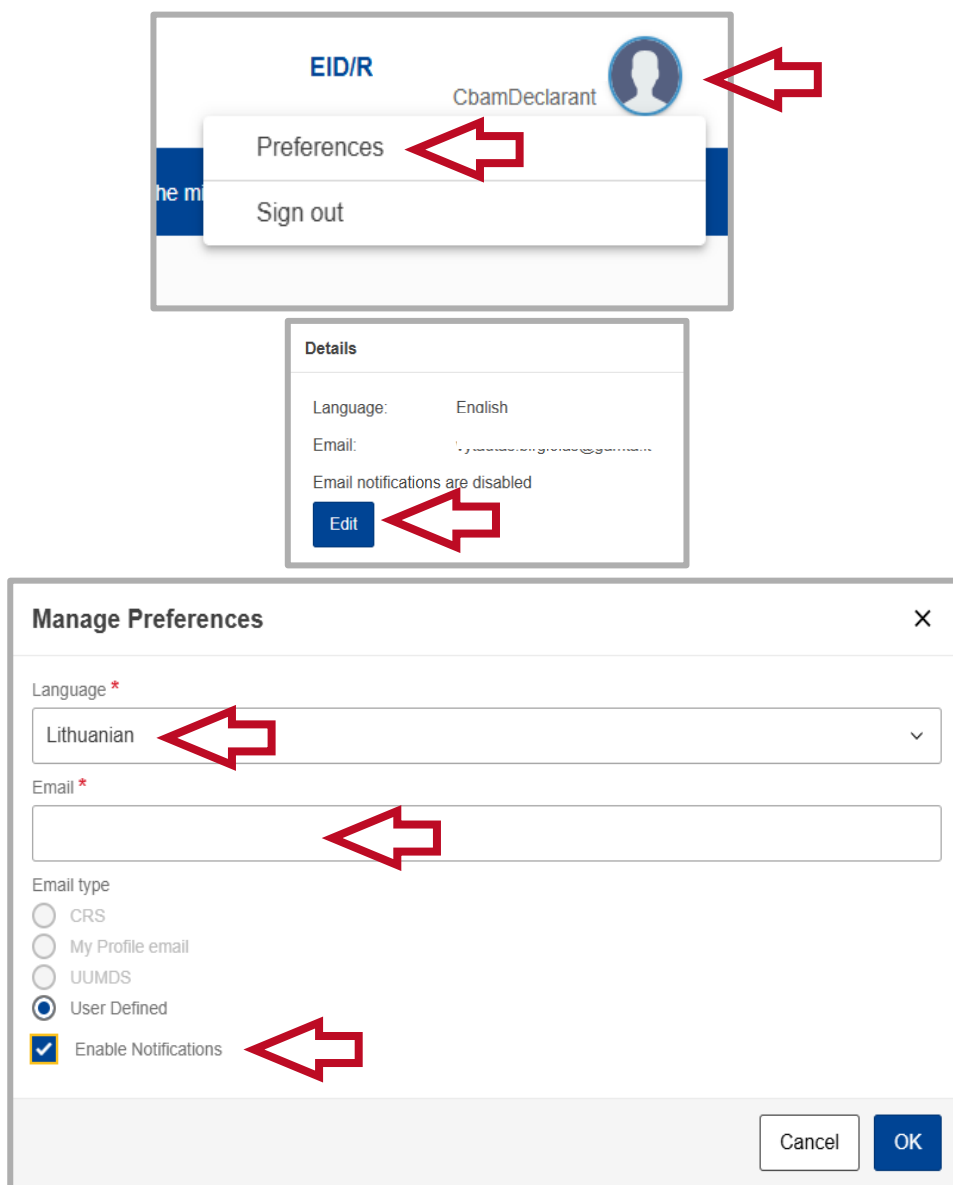 EID/R
CbamDeclarant
Preferences
he mi
Sign out
Details
Language: English
Email:
Email notifications are disabled
Edit
Manage Preferences
Language *
Lithuanian
Email *
Email type
CRS
My Profile email
UUMDS
User Defined
Enable Notifications
Cancel OK